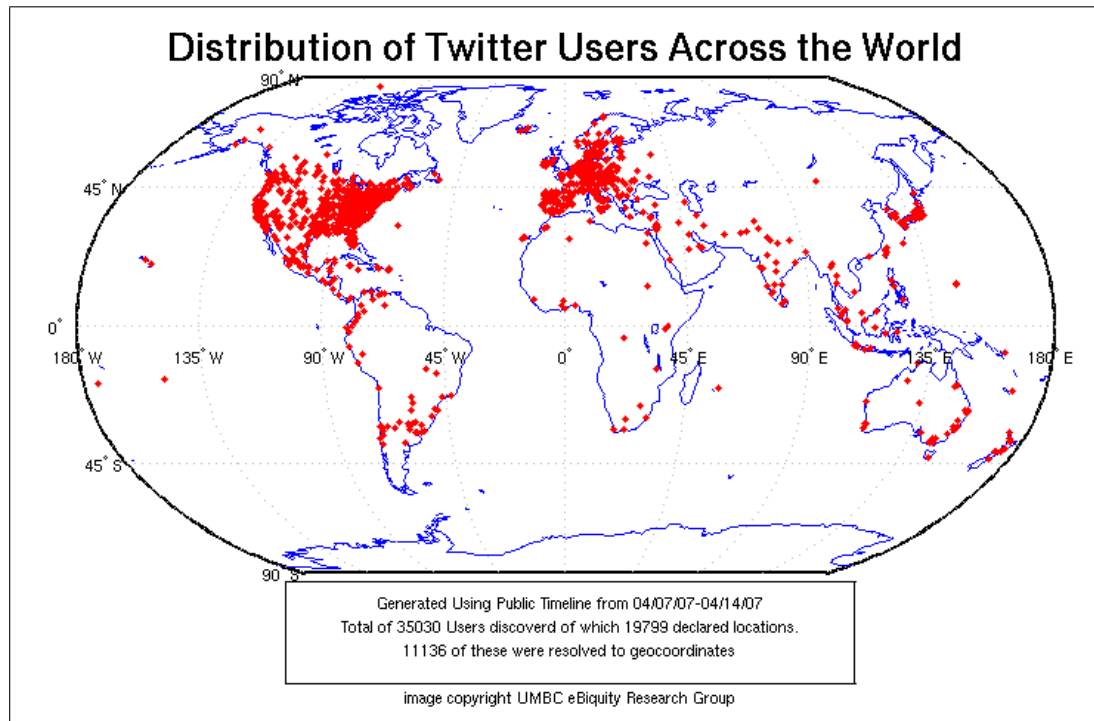 Distribution of Twitter Users Across the World
90° N
45° N
0°
180° W
135° W
90° W
45° W
0°
45° E
90° E
135° E
180° E
45° S
90° S
Generated Using Public Timeline from 04/07/07-04/14/07
Total of 35030 Users discoverd of which 19799 declared locations.
11136 of these were resolved to geocoordinates
image copyright UMBC eBiquity Research Group